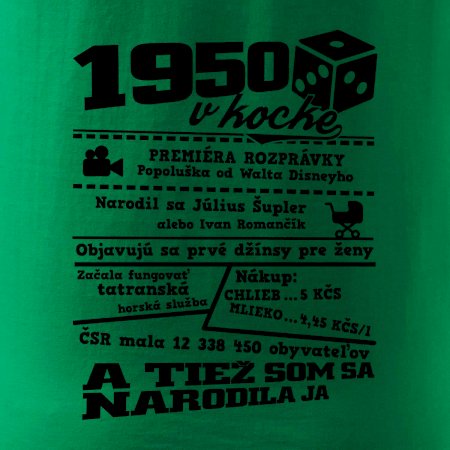 1950
v kocke
PREMIÉRA ROZPRÁVKY
Popoluška od Walta Disneyho
Narodil sa Július Šupler
alebo Ivan Romančík
Objavujú sa prvé džínsy pre ženy
Začala fungovať
tatranská
horská služba
Nákup:
CHLIEB...5 KČS
MLIEKO...4,45 KČS/l
ČSR mala 12 338 450 obyvateľov
A TIEŽ SOM SA
NARODILA JA